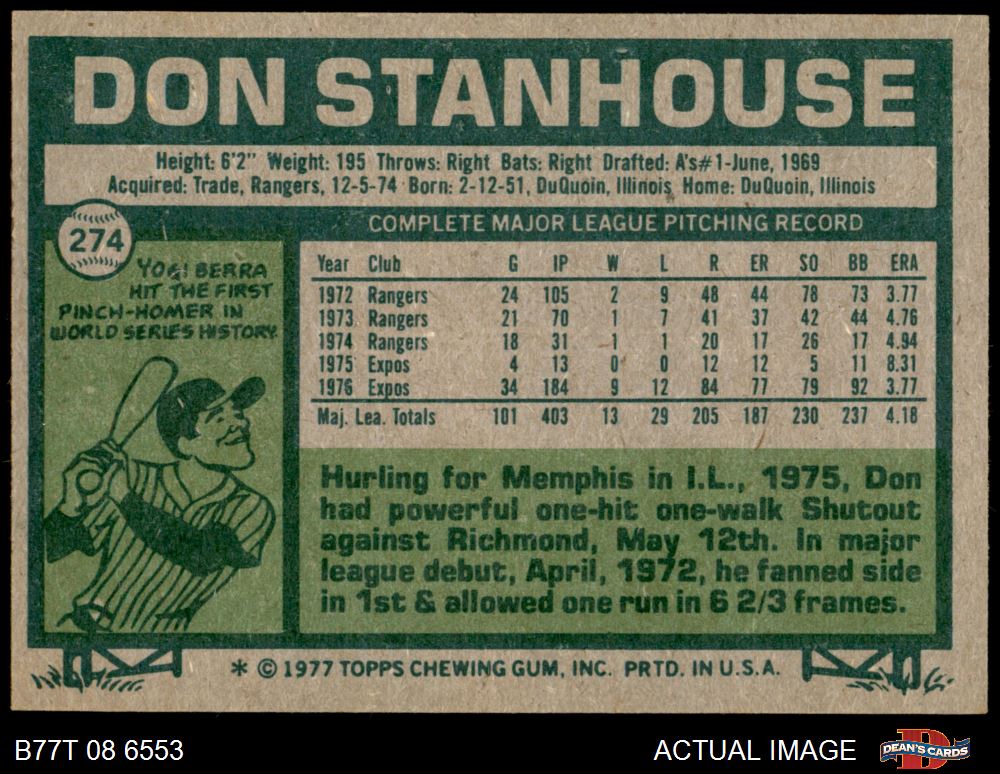 DON STANHOUSE
Height: 6'2" Weight: 195 Throws: Right Bats: Right Drafted: A's#1-June, 1969
Acquired: Trade, Rangers, 12-5-74 Born: 2-12-51, DuQuoin, Illinois Home: DuQuoin, Illinois
274
YOGI BERRA
HIT THE FIRST
PINCH-HOMER IN
WORLD SERIES HISTORY.
COMPLETE MAJOR LEAGUE PITCHING RECORD
Year Club G IP W L R ER SO BB ERA
1972 Rangers 24 105 2 9 48 44 78 73 3.77
1973 Rangers 21 70 1 7 41 37 42 44 4.76
1974 Rangers 18 31 1 1 20 17 26 17 4.94
1975 Expos 4 13 0 0 12 12 5 11 8.31
1976 Expos 34 184 9 12 84 77 79 92 3.77
Maj. Lea. Totals 101 403 13 29 205 187 230 237 4.18
Hurling for Memphis in I.L., 1975, Don
had powerful one-hit one-walk Shutout
against Richmond, May 12th. In major
league debut, April, 1972, he fanned side
in 1st & allowed one run in 6 2/3 frames.
* © 1977 TOPPS CHEWING GUM, INC. PRTD. IN U.S.A.
B77T 08 6553
ACTUAL IMAGE
DEAN'S CARDS